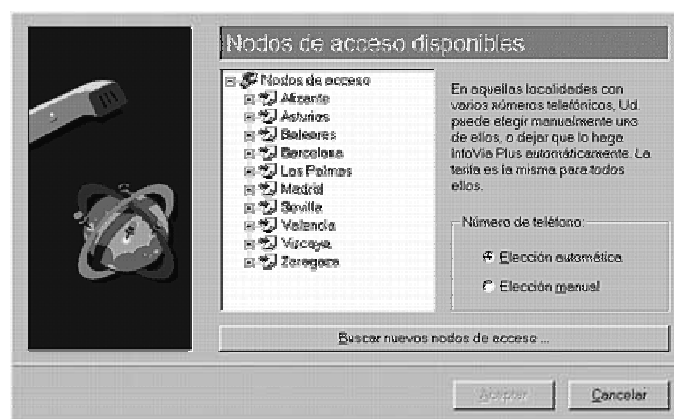 Nodos de acceso disponibles
Nodos de acceso
Alicante
Asturias
Baleares
Barcelona
Las Palmas
Madrid
Sevilla
Valencia
Vizcaya
Zaragoza
En aquellas localidades con
varios números telefónicos, Ud.
puede elegir manualmente uno
de ellos, o dejar que lo haga
InfoVía Plus automáticamente. La
tarifa es la misma para todos
ellos.
Número de teléfono:
Elección automática
Elección manual
Buscar nuevos nodos de acceso ...
Aceptar
Cancelar